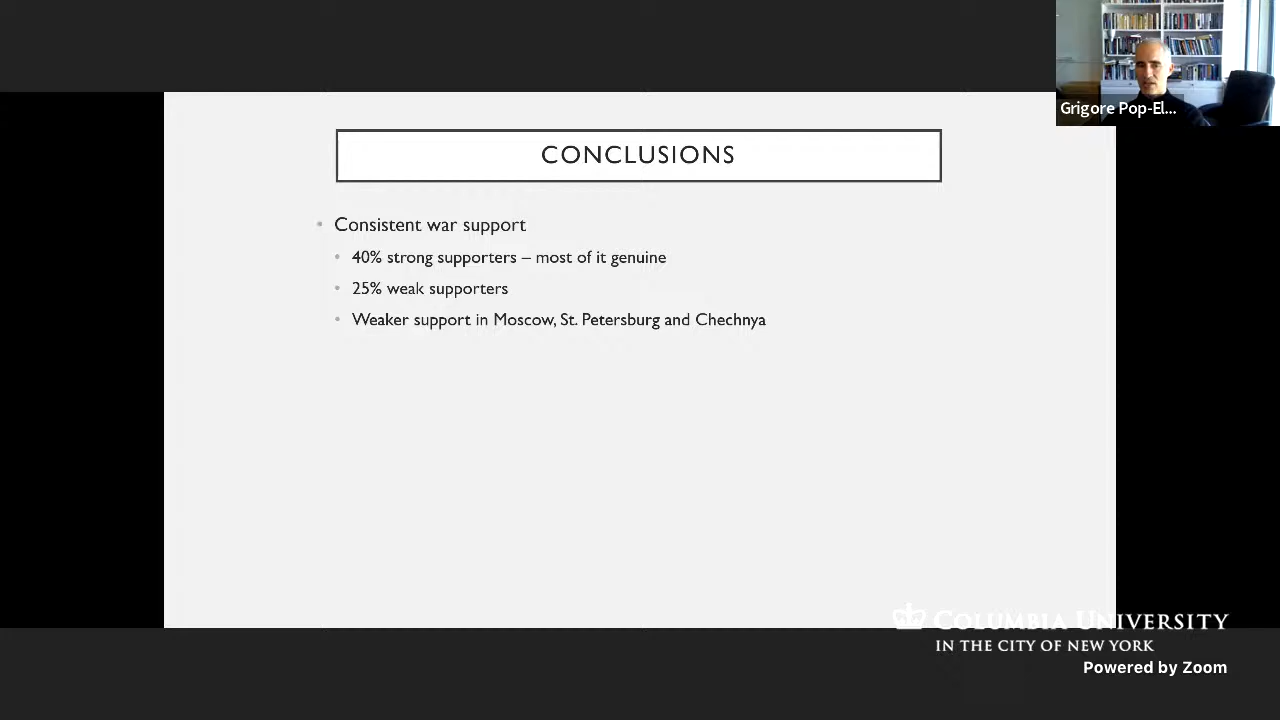 Grigore Pop-El...
CONCLUSIONS
• Consistent war support
• 40% strong supporters – most of it genuine
• 25% weak supporters
• Weaker support in Moscow, St. Petersburg and Chechnya
COLUMBIA UNIVERSITY
IN THE CITY OF NEW YORK
Powered by Zoom